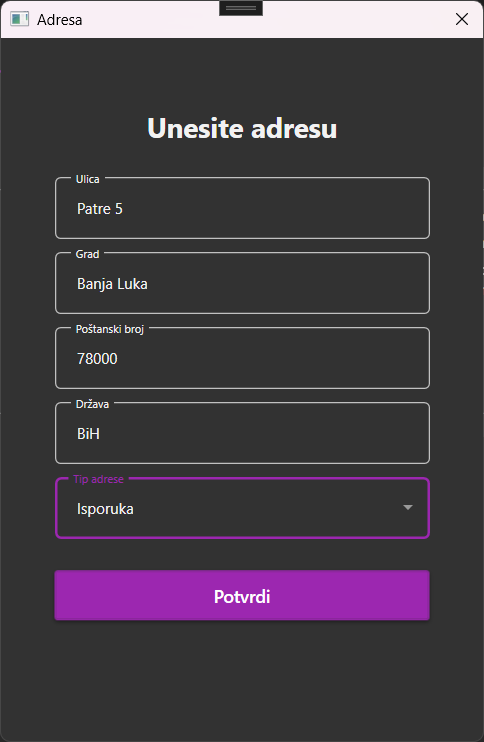 Adresa
Unesite adresu
Ulica
Patre 5
Grad
Banja Luka
Poštanski broj
78000
Država
BiH
Tip adrese
Isporuka
Potvrdi